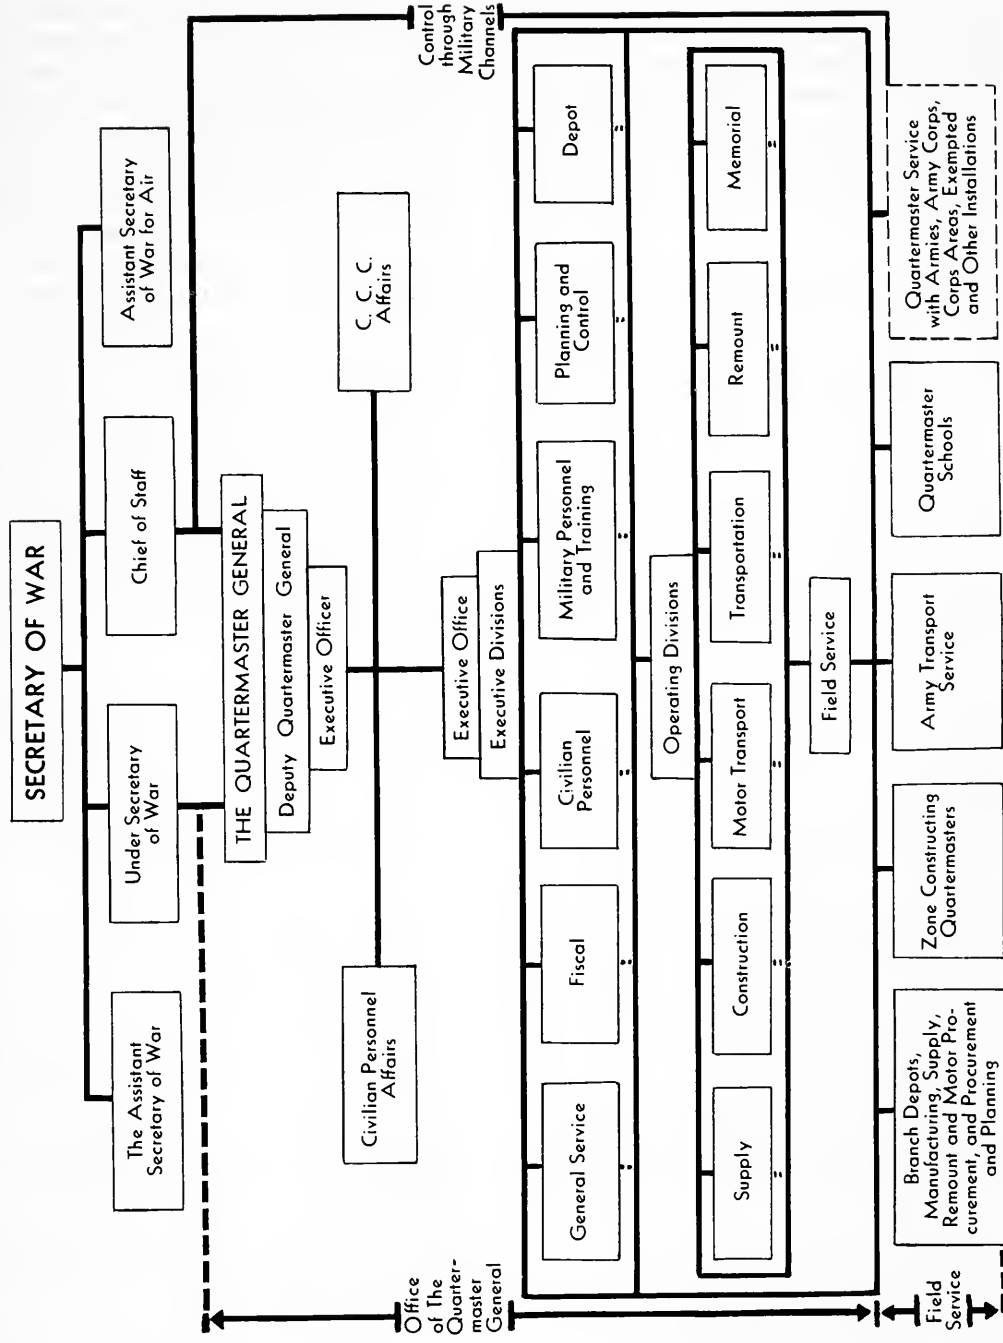 SECRETARY OF WAR
The Assistant
Secretary of War
Under Secretary
of War
Chief of Staff
Assistant Secretary
of War for Air
THE QUARTERMASTER GENERAL
Deputy Quartermaster General
Executive Officer
Civilian Personnel
Affairs
C. C. C.
Affairs
Office
of The
Quarter-
master
General
Control
through
Military
Channels
Executive Office
Executive Divisions
General Service
Fiscal
Civilian
Personnel
Military Personnel
and Training
Planning and
Control
Depot
Operating Divisions
Supply
Construction
Motor Transport
Transportation
Remount
Memorial
Field Service
Field
Service
Branch Depots,
Manufacturing, Supply,
Remount and Motor Pro-
curement, and Procurement
and Planning
Zone Constructing
Quartermasters
Army Transport
Service
Quartermaster
Schools
Quartermaster Service
with Armies, Army Corps,
Corps Areas, Exempted
and Other Installations